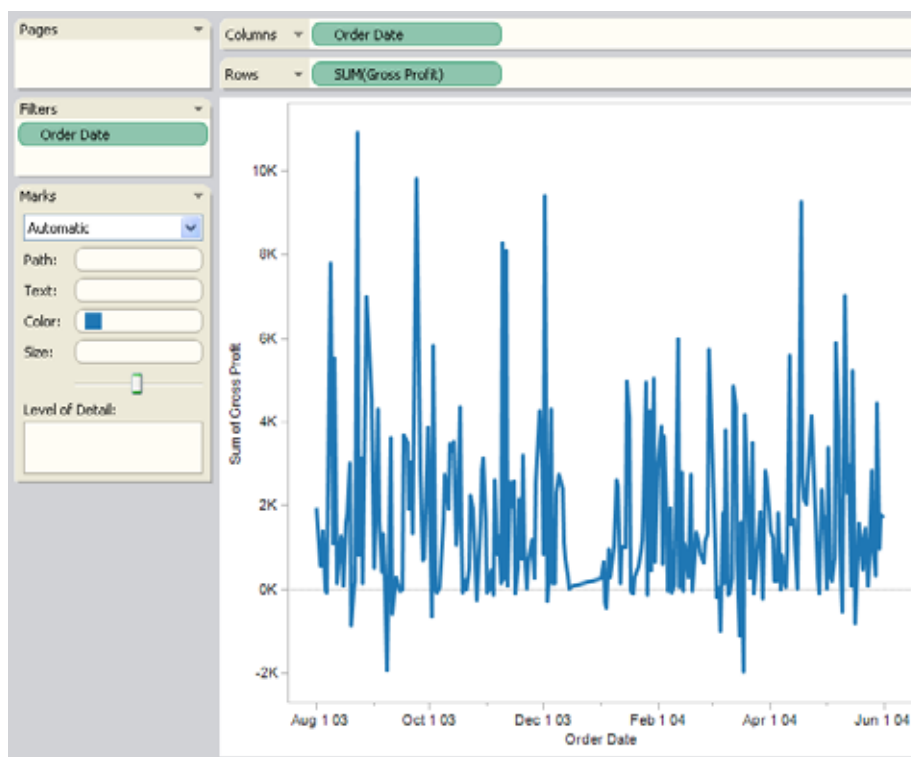 Pages
Columns
Order Date
Rows
SUM(Gross Profit)
Filters
Order Date
Marks
Automatic
Path:
Text:
Color:
Size:
Level of Detail:
Sum of Gross Profit
10K
8K
6K
4K
2K
0K
-2K
Aug 1 03
Oct 1 03
Dec 1 03
Feb 1 04
Apr 1 04
Jun 1 04
Order Date